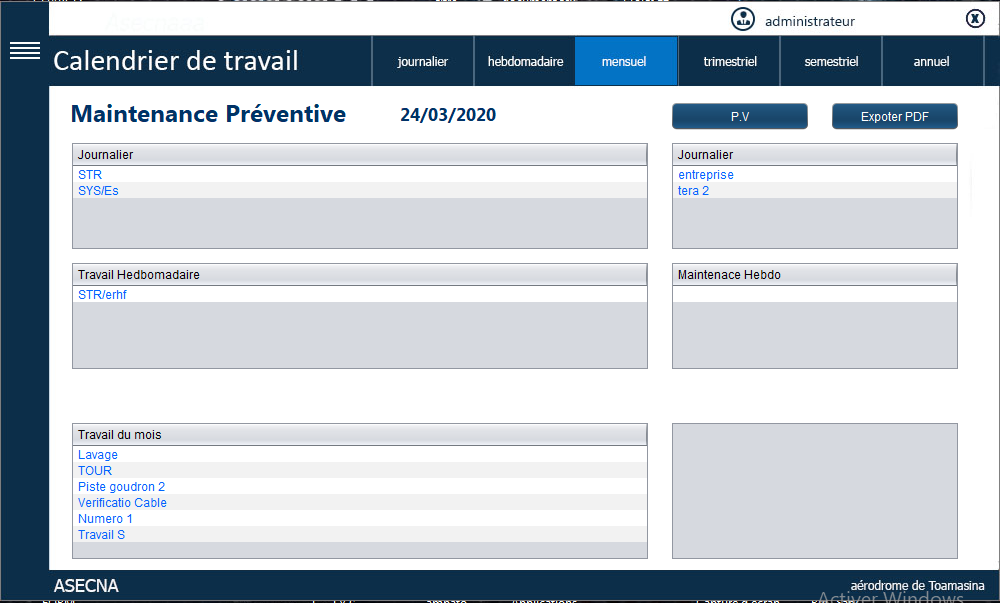 administrateur
Calendrier de travail
journalier
hebdomadaire
mensuel
trimestriel
semestriel
annuel
Maintenance Préventive
24/03/2020
P.V
Expoter PDF
Journalier
STR
SYS/Es
Journalier
entreprise
tera 2
Travail Hedbomadaire
STR/erhf
Maintenace Hebdo
Travail du mois
Lavage
TOUR
Piste goudron 2
Verificatio Cable
Numero 1
Travail S
ASECNA
aérodrome de Toamasina
Activer Windows